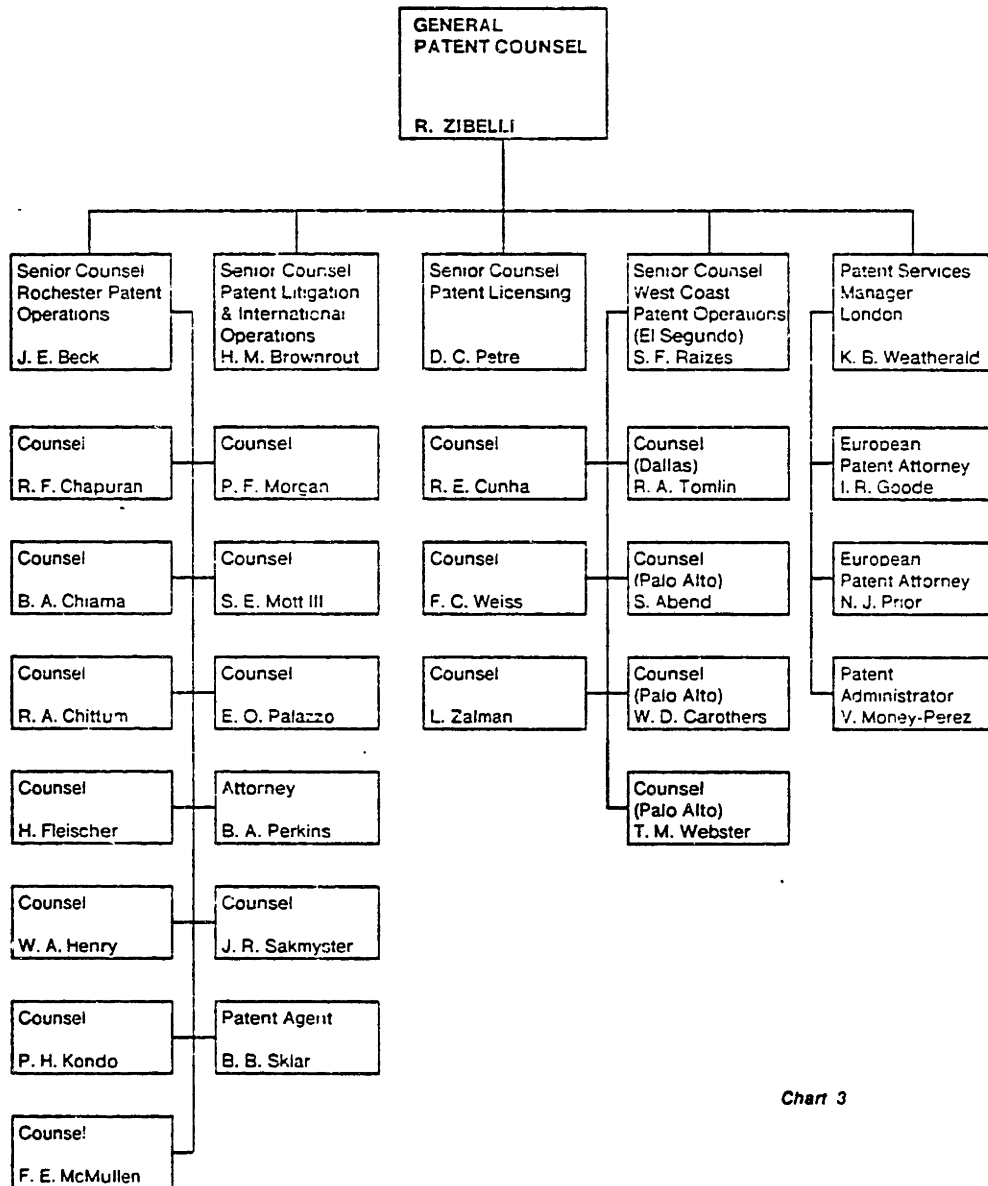 GENERAL
PATENT COUNSEL
R. ZIBELLI
Senior Counsel
Rochester Patent
Operations
J. E. Beck
Senior Counsel
Patent Litigation
& International
Operations
H. M. Brownrout
Senior Counsel
Patent Licensing
D. C. Petre
Senior Counsel
West Coast
Patent Operations
(El Segundo)
S. F. Raizes
Patent Services
Manager
London
K. B. Weatherald
Counsel
R. F. Chapuran
Counsel
P. F. Morgan
Counsel
R. E. Cunha
Counsel
(Dallas)
R. A. Tomlin
European
Patent Attorney
I. R. Goode
Counsel
B. A. Chiama
Counsel
S. E. Mott III
Counsel
F. C. Weiss
Counsel
(Palo Alto)
S. Abend
European
Patent Attorney
N. J. Prior
Counsel
R. A. Chittum
Counsel
E. O. Palazzo
Counsel
L. Zalman
Counsel
(Palo Alto)
W. D. Carothers
Patent
Administrator
V. Money-Perez
Counsel
H. Fleischer
Attorney
B. A. Perkins
Counsel
(Palo Alto)
T. M. Webster
Counsel
W. A. Henry
Counsel
J. R. Sakmyster
Counsel
P. H. Kondo
Patent Agent
B. B. Sklar
Counsel
F. E. McMullen
Chart 3